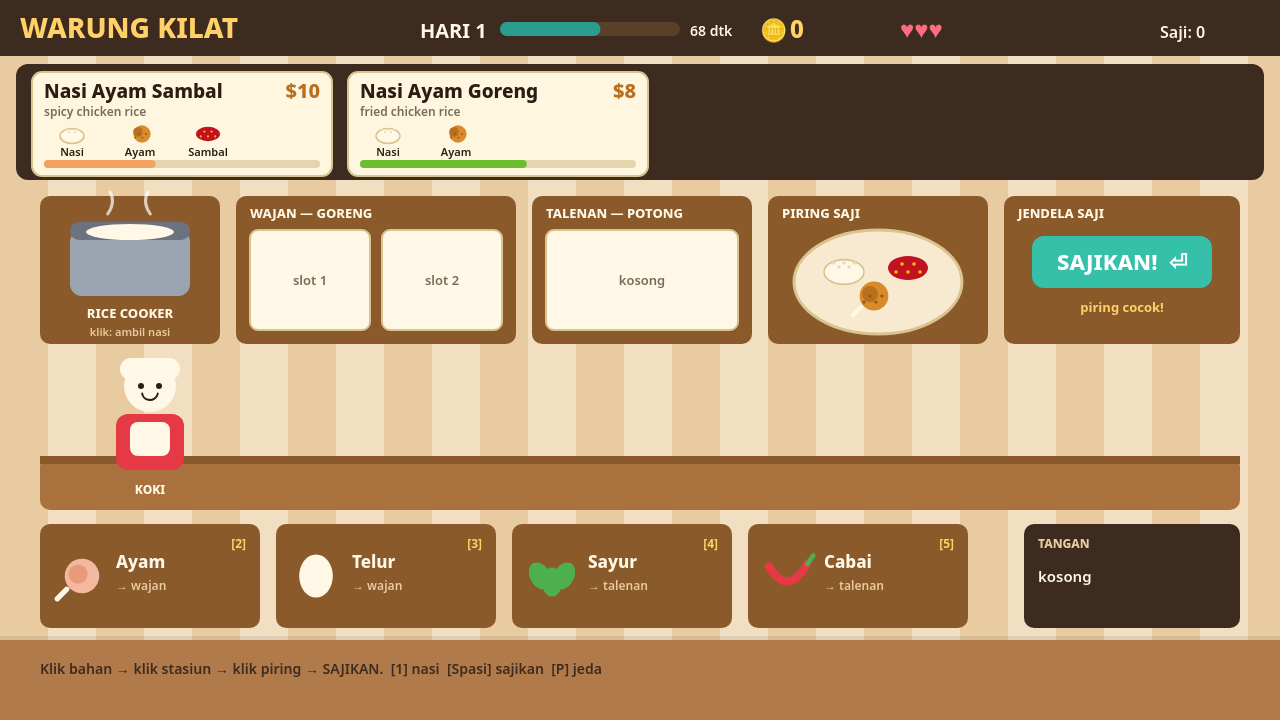 WARUNG KILAT
HARI 1
68 dtk
0
Saji: 0
Nasi Ayam Sambal
$10
spicy chicken rice
Nasi
Ayam
Sambal
Nasi Ayam Goreng
$8
fried chicken rice
Nasi
Ayam
RICE COOKER
klik: ambil nasi
WAJAN — GORENG
slot 1
slot 2
TALENAN — POTONG
kosong
PIRING SAJI
JENDELA SAJI
SAJIKAN! ⏎
piring cocok!
KOKI
[2]
Ayam
→ wajan
[3]
Telur
→ wajan
[4]
Sayur
→ talenan
[5]
Cabai
→ talenan
TANGAN
kosong
Klik bahan → klik stasiun → klik piring → SAJIKAN. [1] nasi [Spasi] sajikan [P] jeda